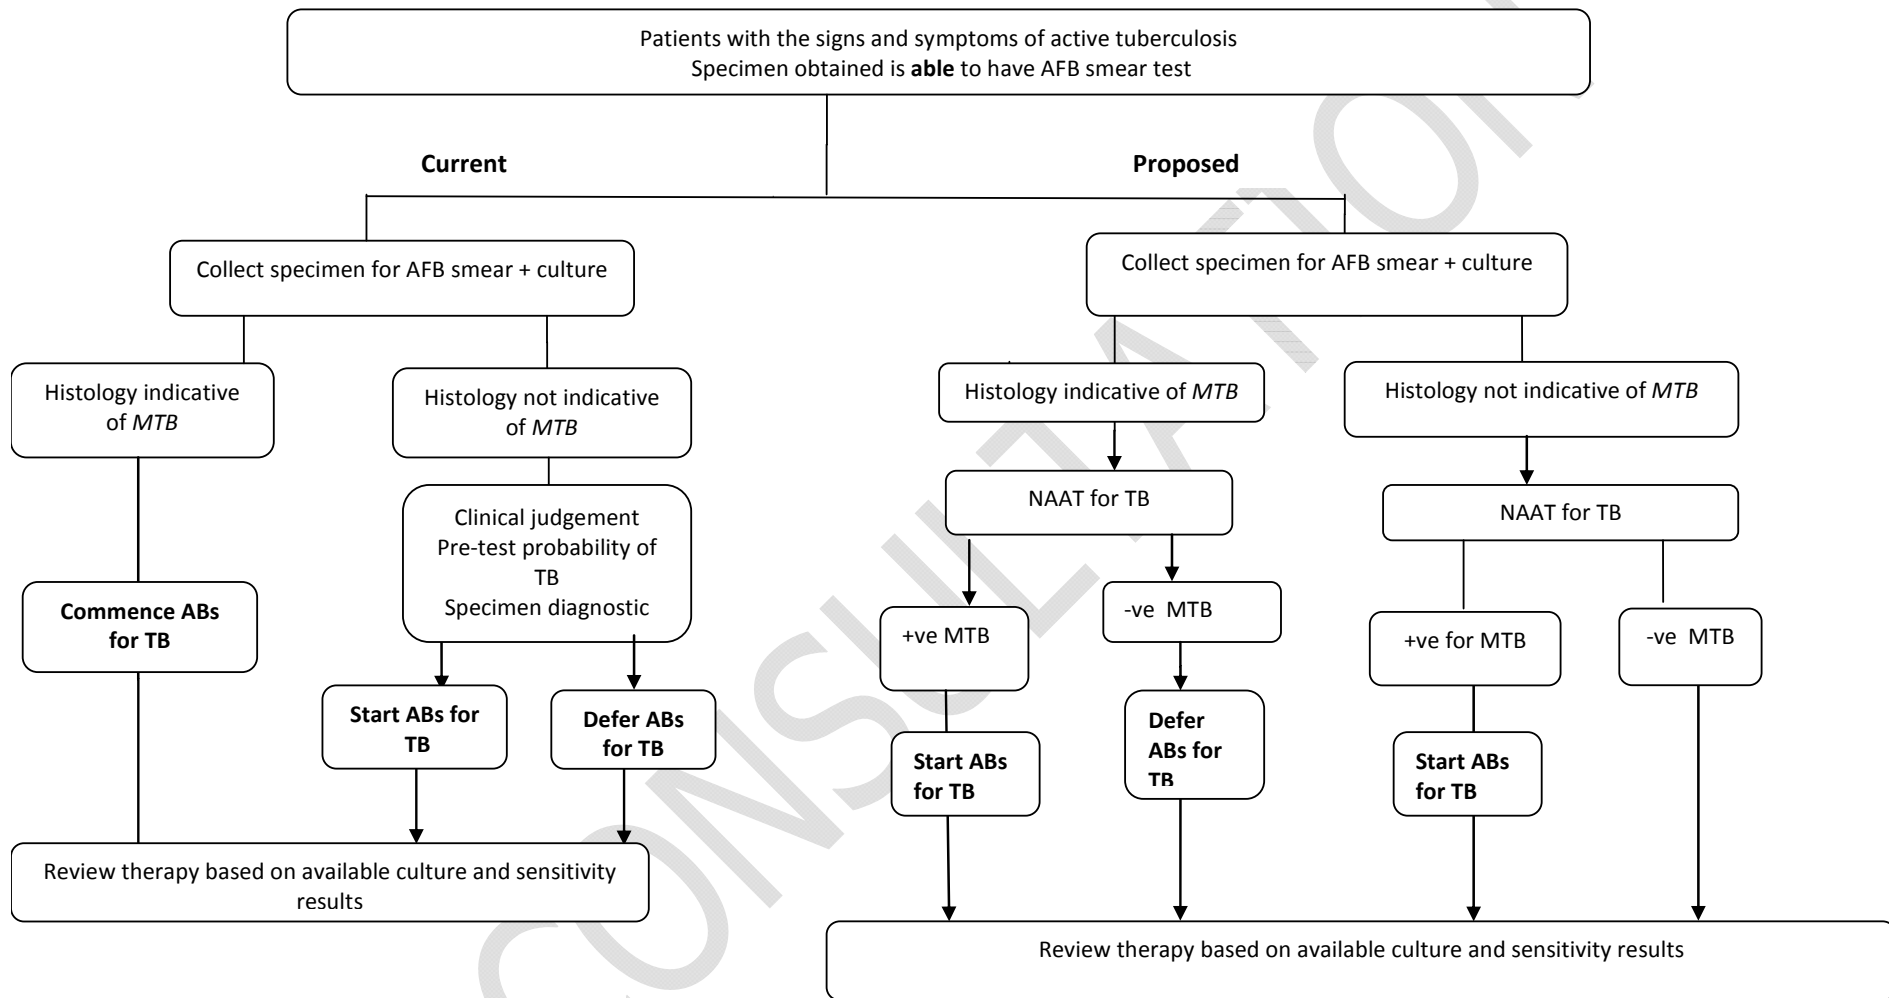 Patients with the signs and symptoms of active tuberculosis
Specimen obtained is able to have AFB smear test
Current
Proposed
Collect specimen for AFB smear + culture
Histology indicative
of MTB
Histology not indicative
of MTB
Clinical judgement
Pre-test probability of
TB
Specimen diagnostic
Commence ABs
for TB
Start ABs for
TB
Defer ABs
for TB
Review therapy based on available culture and sensitivity
results
Collect specimen for AFB smear + culture
Histology indicative of MTB
Histology not indicative of MTB
NAAT for TB
NAAT for TB
+ve MTB
-ve MTB
+ve for MTB
-ve MTB
Start ABs
for TB
Defer
ABs for
TB
Start ABs
for TB
Review therapy based on available culture and sensitivity results
CONSULTATION